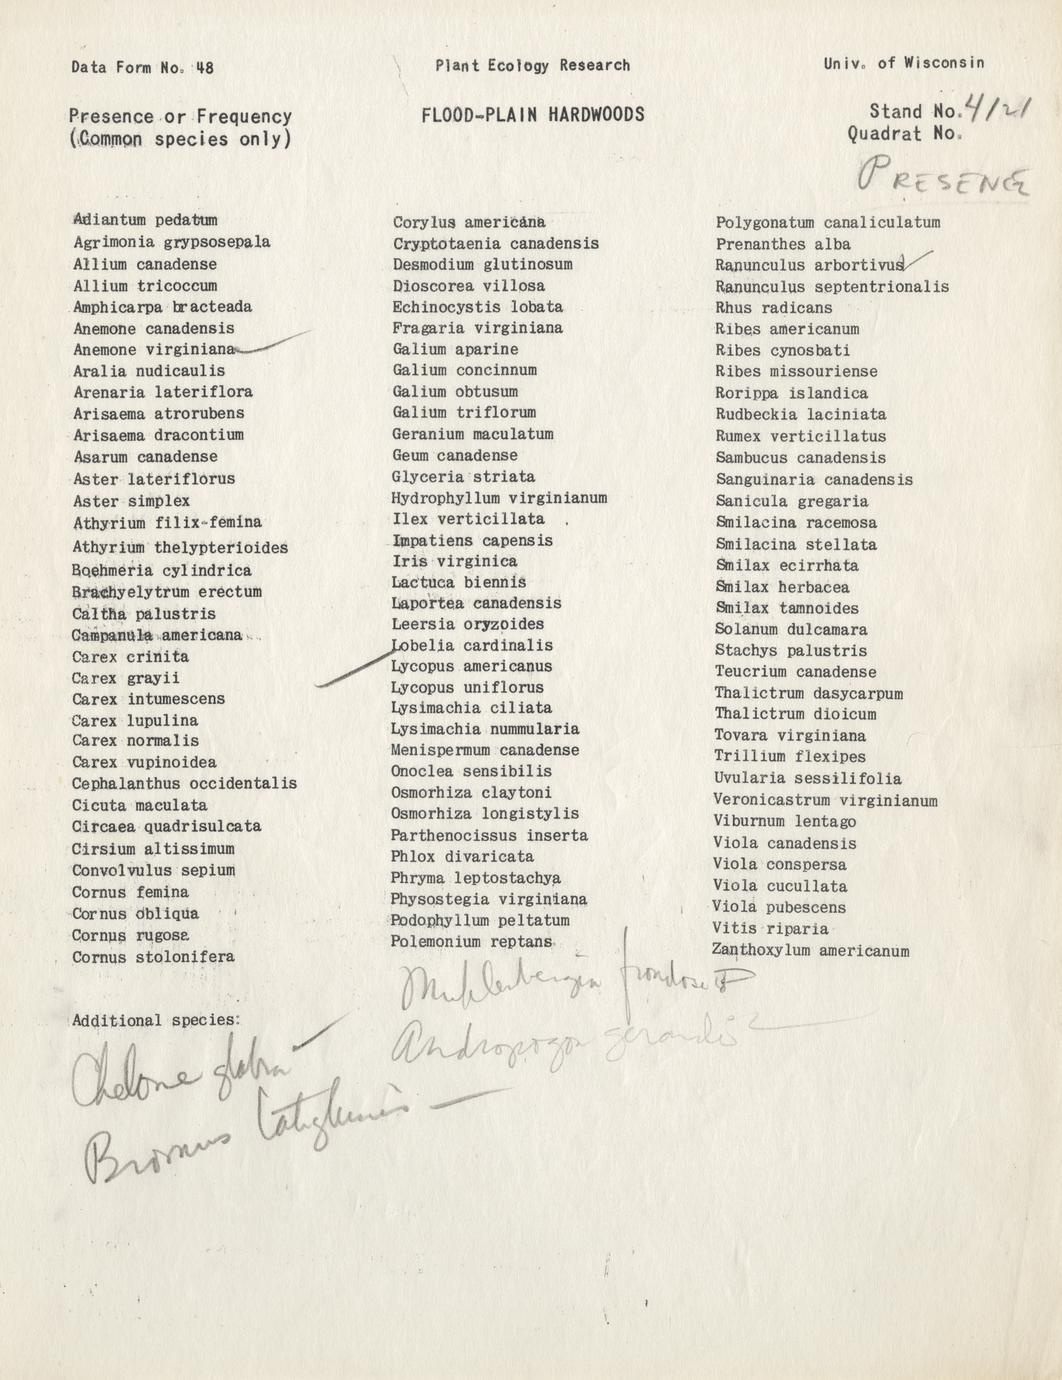 Data Form No. 48
Plant Ecology Research
Univ. of Wisconsin
Presence or Frequency
(Common species only)
FLOOD-PLAIN HARDWOODS
Stand No. 4121
Quadrat No.
PRESENCE
Adiantum pedatum
Agrimonia grypsosepala
Allium canadense
Allium tricoccum
Amphicarpa bracteada
Anemone canadensis
Anemone virginiana
Aralia nudicaulis
Arenaria lateriflora
Arisaema atrorubens
Arisaema dracontium
Asarum canadense
Aster lateriflorus
Aster simplex
Athyrium filix-femina
Athyrium thelypterioides
Boehmeria cylindrica
Brachyelytrum erectum
Caltha palustris
Campanula americana
Carex crinita
Carex grayii
Carex intumescens
Carex lupulina
Carex normalis
Carex vupinoidea
Cephalanthus occidentalis
Cicuta maculata
Circaea quadrisulcata
Cirsium altissimum
Convolvulus sepium
Cornus femina
Cornus obliqua
Cornus rugosa
Cornus stolonifera
Corylus americana
Cryptotaenia canadensis
Desmodium glutinosum
Dioscorea villosa
Echinocystis lobata
Fragaria virginiana
Galium aparine
Galium concinnum
Galium obtusum
Galium triflorum
Geranium maculatum
Geum canadense
Glyceria striata
Hydrophyllum virginianum
Ilex verticillata
Impatiens capensis
Iris virginica
Lactuca biennis
Laportea canadensis
Leersia oryzoides
Lobelia cardinalis
Lycopus americanus
Lycopus uniflorus
Lysimachia ciliata
Lysimachia nummularia
Menispermum canadense
Onoclea sensibilis
Osmorhiza claytoni
Osmorhiza longistylis
Parthenocissus inserta
Phlox divaricata
Phryma leptostachya
Physostegia virginiana
Podophyllum peltatum
Polemonium reptans
Polygonatum canaliculatum
Prenanthes alba
Ranunculus arbortivus
Ranunculus septentrionalis
Rhus radicans
Ribes americanum
Ribes cynosbati
Ribes missouriense
Rorippa islandica
Rudbeckia laciniata
Rumex verticillatus
Sambucus canadensis
Sanguinaria canadensis
Sanicula gregaria
Smilacina racemosa
Smilacina stellata
Smilax ecirrhata
Smilax herbacea
Smilax tamnoides
Solanum dulcamara
Stachys palustris
Teucrium canadense
Thalictrum dasycarpum
Thalictrum dioicum
Tovara virginiana
Trillium flexipes
Uvularia sessilifolia
Veronicastrum virginianum
Viburnum lentago
Viola canadensis
Viola conspersa
Viola cucullata
Viola pubescens
Vitis riparia
Zanthoxylum americanum
Muhlenbergia frondosa
Additional species:
Andropogon gerardi
Chelone glabra
Bromus latiglumis